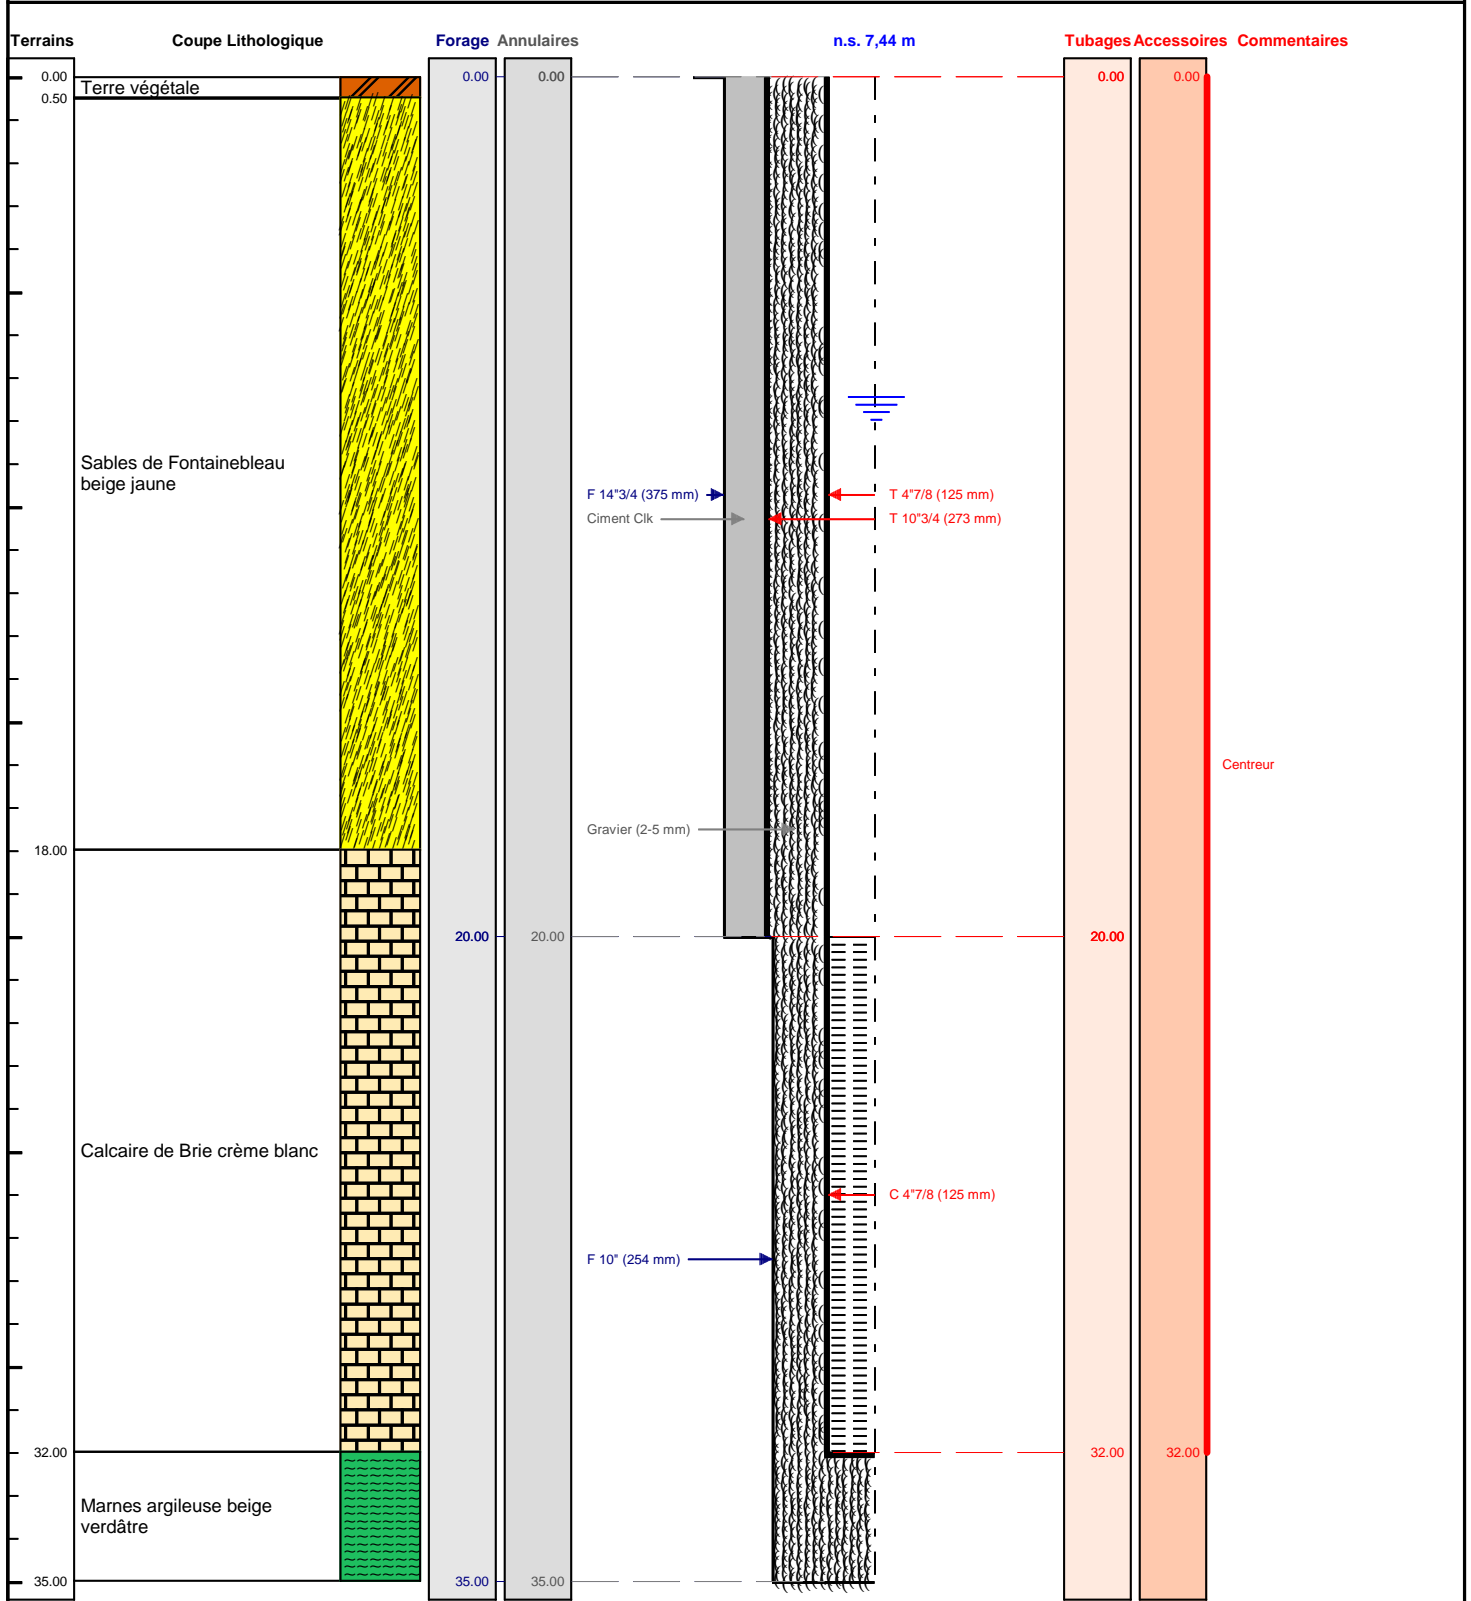 Terrains Coupe Lithologique Forage Annulaires n.s. 7,44 m Tubages Accessoires Commentaires
0.00 Terre végétale 0.00 0.00 0.00 0.00
0.50
Sables de Fontainebleau
beige jaune
F 14"3/4 (375 mm) T 4"7/8 (125 mm)
Ciment Clk T 10"3/4 (273 mm)
Centreur
Gravier (2-5 mm)
18.00
20.00 20.00 20.00
Calcaire de Brie crème blanc
C 4"7/8 (125 mm)
F 10" (254 mm)
32.00 32.00 32.00
Marnes argileuse beige
verdâtre
35.00 35.00 35.00